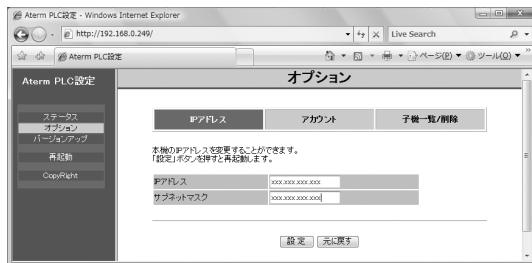 Aterm PLC設定 - Windows Internet Explorer
http://192.168.0.249/
Live Search
Aterm PLC設定
ページ(P)
ツール(O)
Aterm PLC設定
ステータス
オプション
バージョンアップ
再起動
CopyRight
オプション
IPアドレス
アカウント
子機一覧/削除
本機のIPアドレスを変更することができます。
「設定」ボタンを押すと再起動します。
IPアドレス
xxx.xxx.xxx.xxx
サブネットマスク
xxx.xxx.xxx.xxx
設定
元に戻す